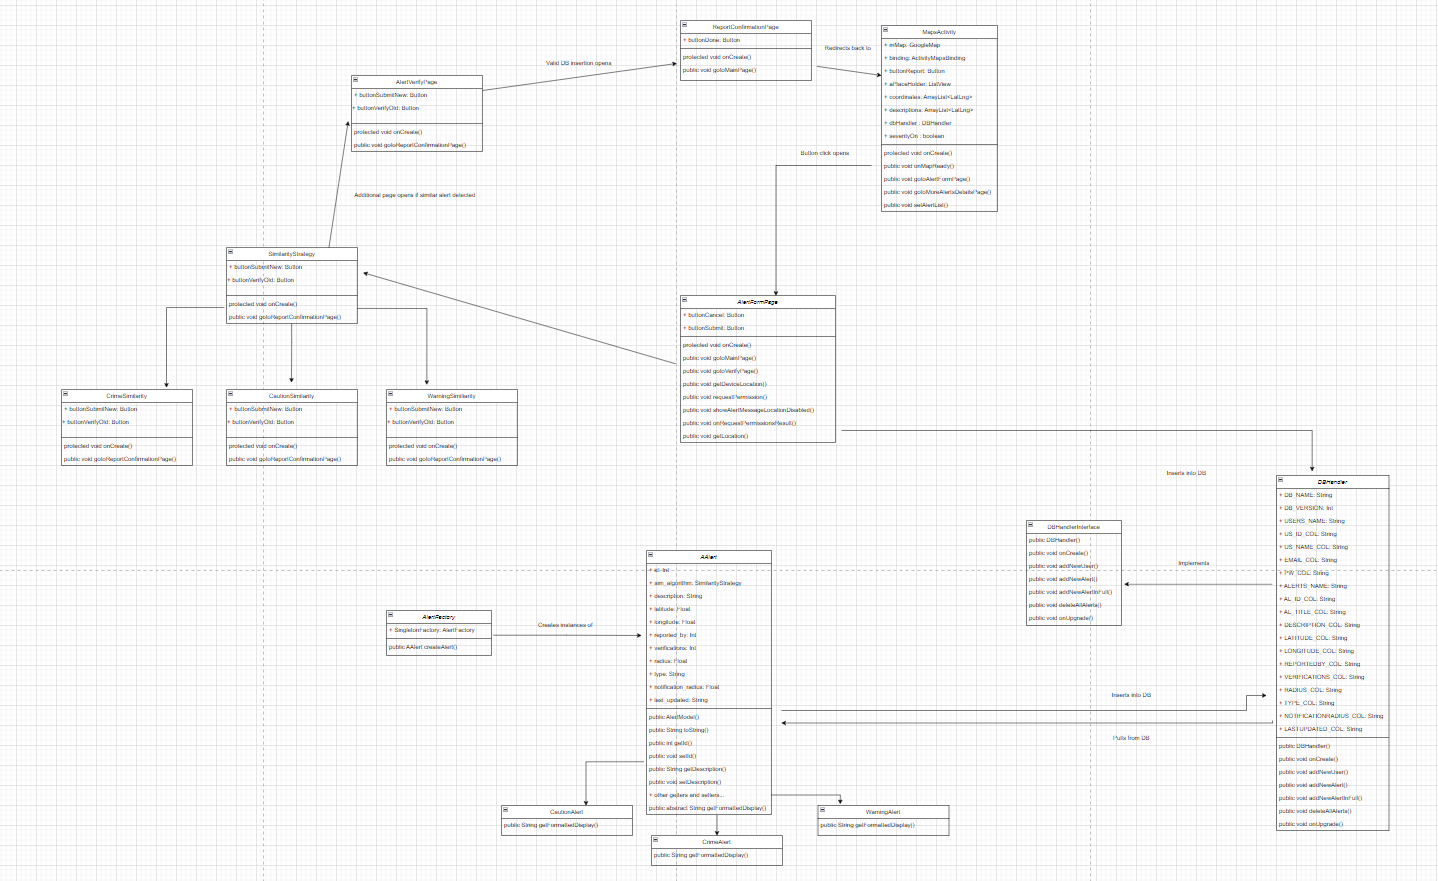 ReportConfirmationPage
+ buttonDone: Button
protected void onCreate()
public void gotoMainPage()
Redirects back to
MapsActivity
+ mMap: GoogleMap
+ binding: ActivityMapsBinding
+ buttonReport: Button
+ aPlaceHolder: ListView
+ coordinates: ArrayList<LatLng>
+ descriptions: ArrayList<LatLng>
+ dbHandler : DBHandler
+ severityOn : boolean
protected void onCreate()
public void onMapReady()
public void gotoAlertFormPage()
public void gotoMoreAlertsDetailsPage()
public void setAlertList()
Valid DB insertion opens
AlertVerifyPage
+ buttonSubmitNew: Button
+ buttonVerifyOld: Button
protected void onCreate()
public void gotoReportConfirmationPage()
Button click opens
Additional page opens if similar alert detected
SimilarityStrategy
+ buttonSubmitNew: Button
+ buttonVerifyOld: Button
protected void onCreate()
public void gotoReportConfirmationPage()
AlertFormPage
+ buttonCancel: Button
+ buttonSubmit: Button
protected void onCreate()
public void gotoMainPage()
public void gotoVerifyPage()
public void getDeviceLocation()
public void requestPermission()
public void showAlertMessageLocationDisabled()
public void onRequestPermissionsResult()
public void getLocation()
CrimeSimilarity
+ buttonSubmitNew: Button
+ buttonVerifyOld: Button
protected void onCreate()
public void gotoReportConfirmationPage()
CautionSimilarity
+ buttonSubmitNew: Button
+ buttonVerifyOld: Button
protected void onCreate()
public void gotoReportConfirmationPage()
WarningSimiliarity
+ buttonSubmitNew: Button
+ buttonVerifyOld: Button
protected void onCreate()
public void gotoReportConfirmationPage()
Inserts into DB
DBHandler
+ DB_NAME: String
+ DB_VERSION: Int
+ USERS_NAME: String
+ US_ID_COL: String
+ US_NAME_COL: String
+ EMAIL_COL: String
+ PW_COL: String
+ ALERTS_NAME: String
+ AL_ID_COL: String
+ AL_TITLE_COL: String
+ DESCRIPTION_COL: String
+ LATITUDE_COL: String
+ LONGITUDE_COL: String
+ REPORTEDBY_COL: String
+ VERIFICATIONS_COL: String
+ RADIUS_COL: String
+ TYPE_COL: String
+ NOTIFICATIONRADIUS_COL: String
+ LASTUPDATED_COL: String
public DBHandler()
public void onCreate()
public void addNewUser()
public void addNewAlert()
public void addNewAlertInFull()
public void deleteAllAlerts()
public void onUpgrade()
DBHandlerInterface
public DBHandler()
public void onCreate()
public void addNewUser()
public void addNewAlert()
public void addNewAlertInFull()
public void deleteAllAlerts()
public void onUpgrade()
Implements
AAlert
+ id: Int
+ sim_algorithm: SimilarityStrategy
+ description: String
+ latitude: Float
+ longitude: Float
+ reported_by: Int
+ verifications: Int
+ radius: Float
+ type: String
+ notification_radius: Float
+ last_updated: String
public AlertModel()
public String toString()
public int getId()
public void setId()
public String getDescription()
public void setDescription()
+ other getters and setters...
public abstract String getFormattedDisplay()
AlertFactory
+ SingletonFactory: AlertFactory
public AAlert createAlert()
Creates instances of
Inserts into DB
Pulls from DB
CautionAlert
public String getFormattedDisplay()
WarningAlert
public String getFormattedDisplay()
CrimeAlert
public String getFormattedDisplay()